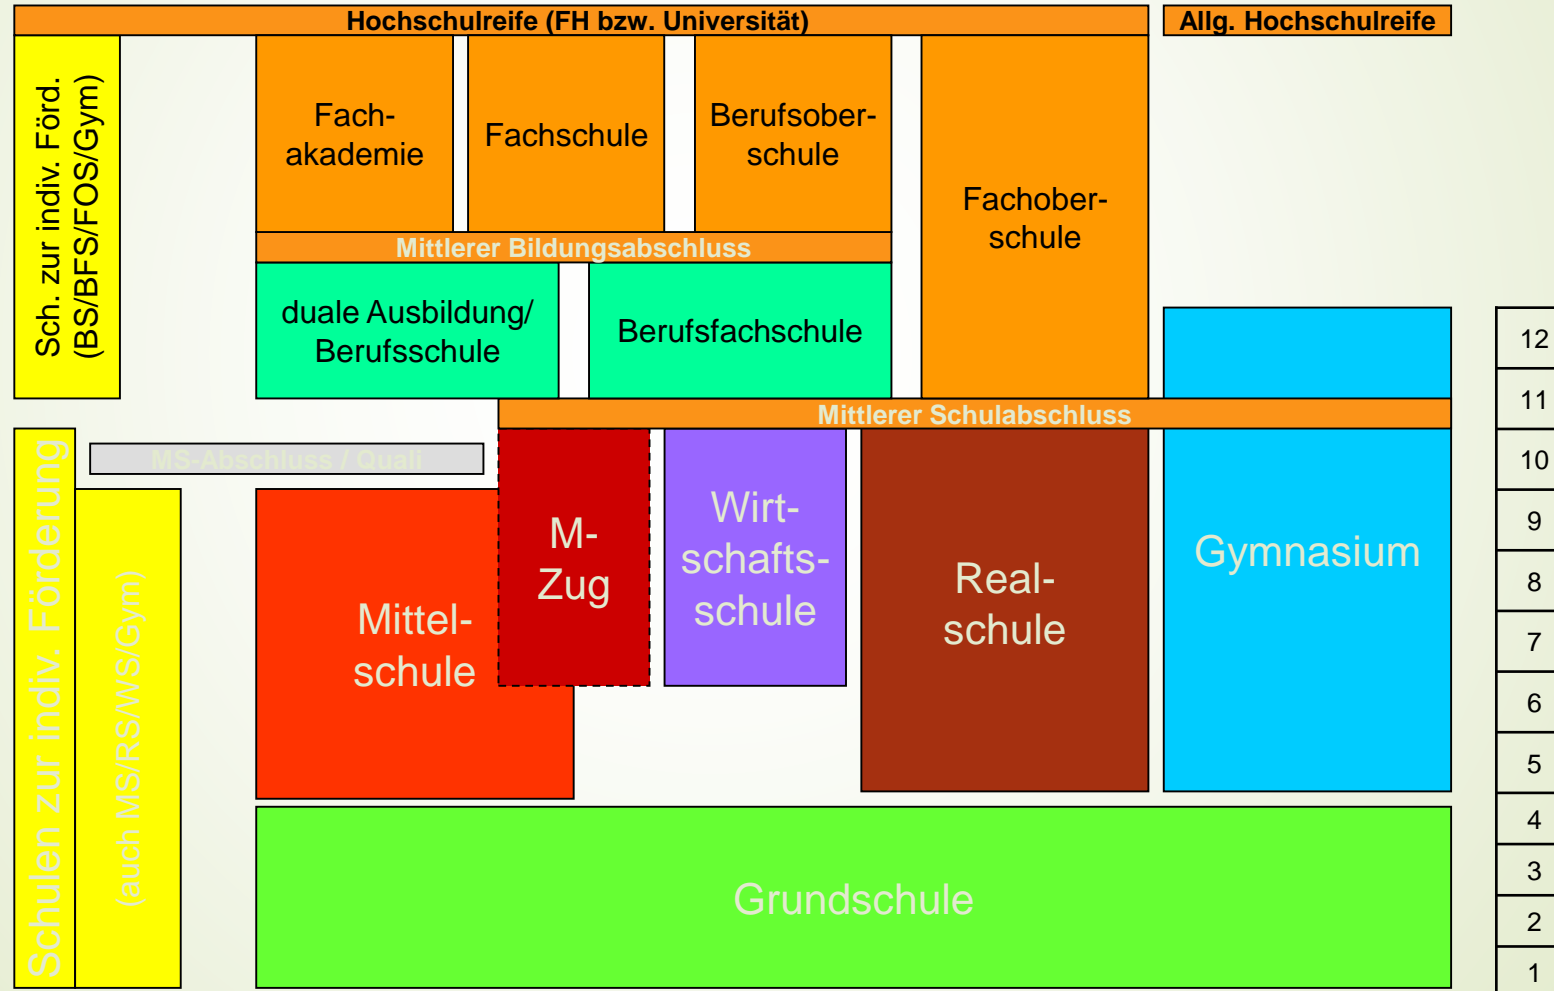 Hochschulreife (FH bzw. Universität)
Allg. Hochschulreife
Sch. zur indiv. Förd.
(BS/BFS/FOS/Gym)
Fach-
akademie
Fachschule
Berufsober-
schule
Fachober-
schule
Mittlerer Bildungsabschluss
duale Ausbildung/
Berufsschule
Berufsfachschule
Mittlerer Schulabschluss
MS-Abschluss / Quali
Schulen zur indiv. Förderung
(auch MS/RS/WS/Gym)
Mittel-
schule
M-
Zug
Wirt-
schafts-
schule
Real-
schule
Gymnasium
Grundschule
12
11
10
9
8
7
6
5
4
3
2
1